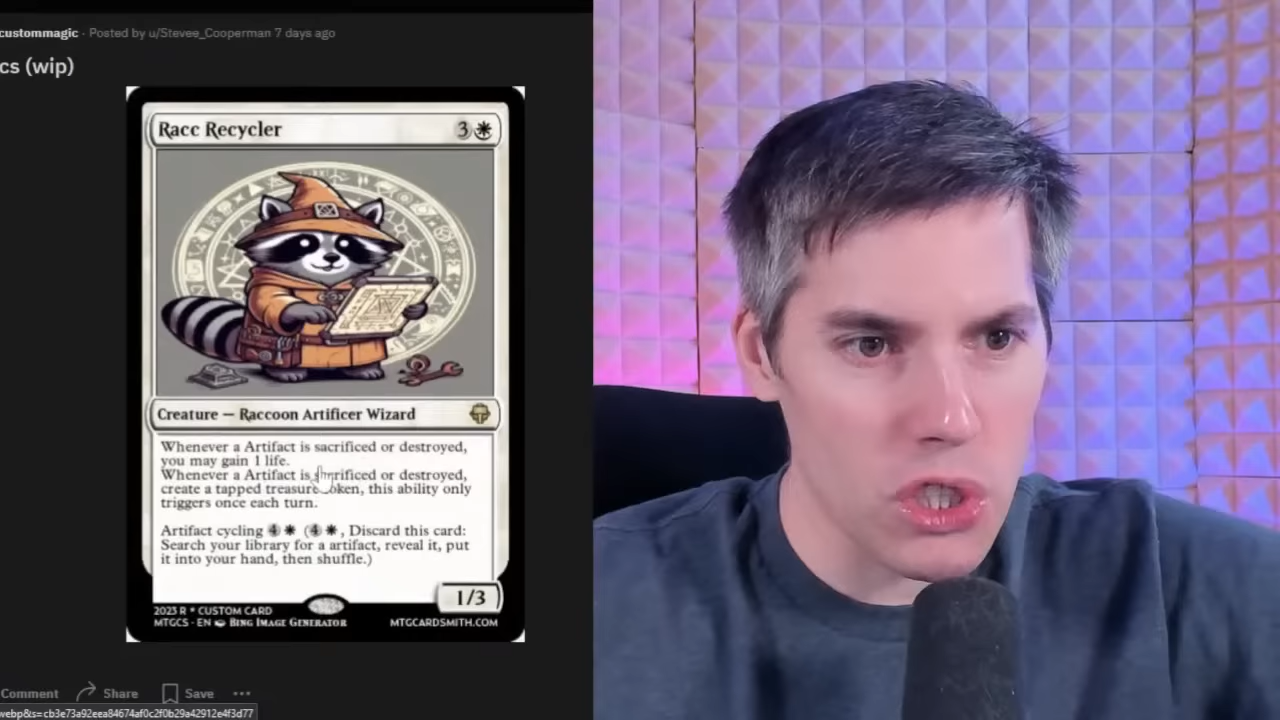 custommagic · Posted by u/Stevee_Cooperman 7 days ago
cs (wip)
Racc Recycler 3
Creature — Raccoon Artificer Wizard
Whenever a Artifact is sacrificed or destroyed,
you may gain 1 life.
Whenever a Artifact is sacrificed or destroyed,
create a tapped treasure token, this ability only
triggers once each turn.
Artifact cycling 4 (4, Discard this card:
Search your library for a artifact, reveal it, put
it into your hand, then shuffle.)
1/3
2023 R * CUSTOM CARD
MTGCS · EN BING IMAGE GENERATOR MTGCARDSMITH.COM
Comment Share Save ...
webp&s=cb3e73a92eea84674af0c2f0b29a42912e4f3d77